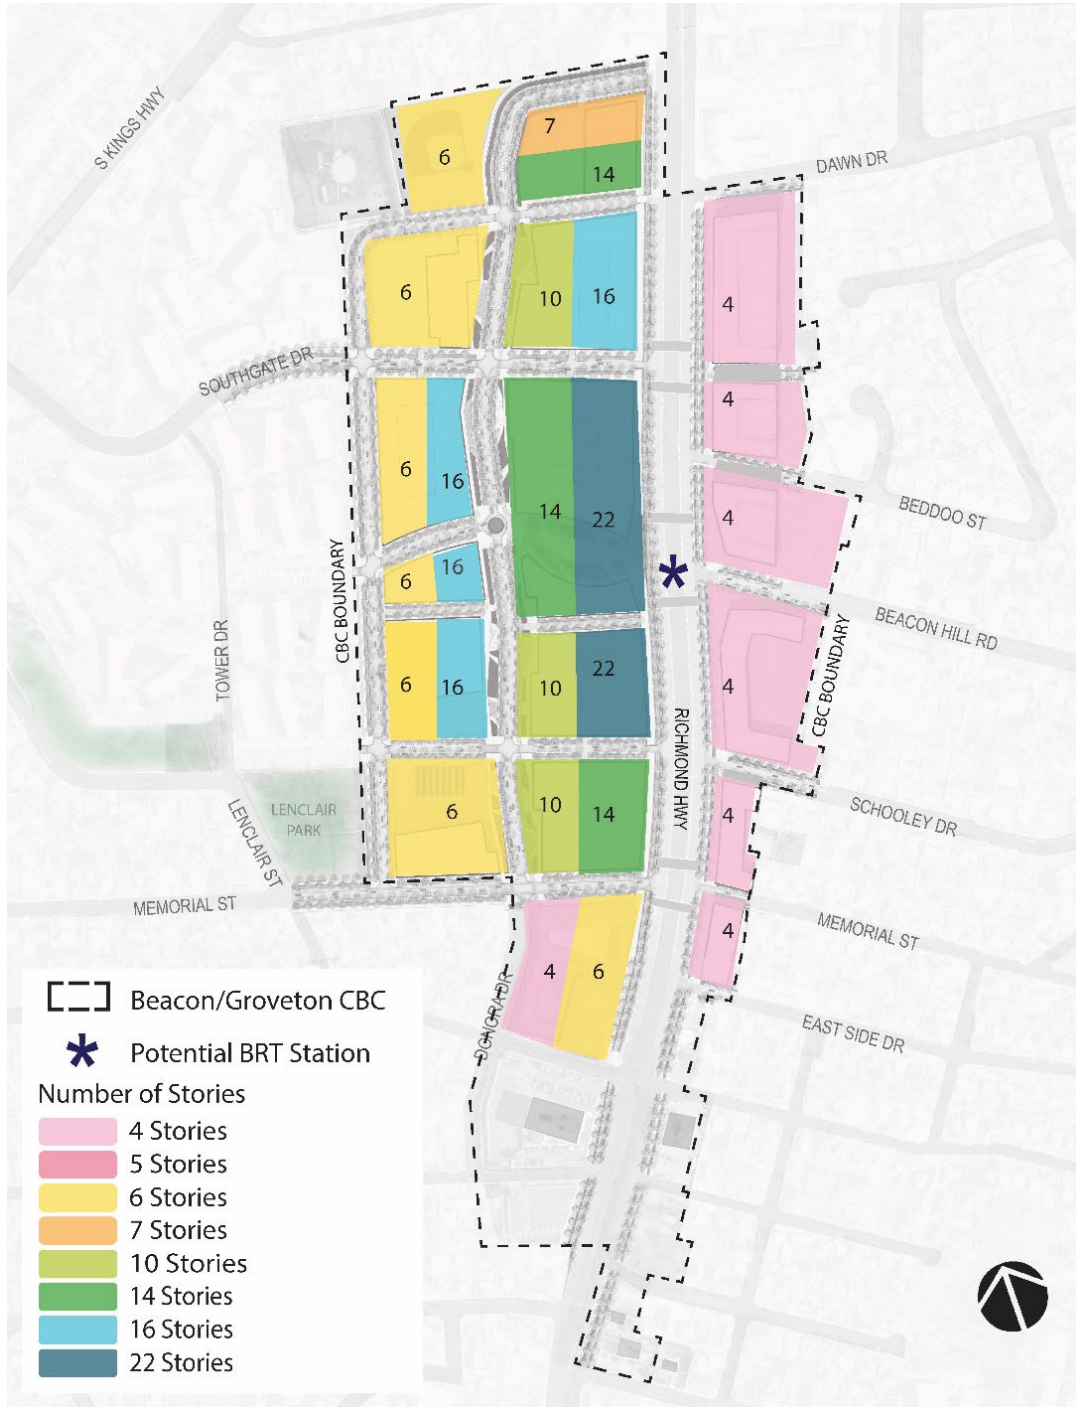 S KINGS HWY
7
6
14
DAWN DR
6
10
16
4
SOUTHGATE DR
4
6
16
14
22
4
BEDDOO ST
CBC BOUNDARY
6
16
*
BEACON HILL RD
TOWER DR
6
16
10
22
4
CBC BOUNDARY
RICHMOND HWY
LENCLAIR
PARK
6
10
14
4
SCHOOLEY DR
LENCLAIR ST
MEMORIAL ST
4
MEMORIAL ST
4
6
DONORA DR
EAST SIDE DR
Beacon/Groveton CBC
* Potential BRT Station
Number of Stories
4 Stories
5 Stories
6 Stories
7 Stories
10 Stories
14 Stories
16 Stories
22 Stories